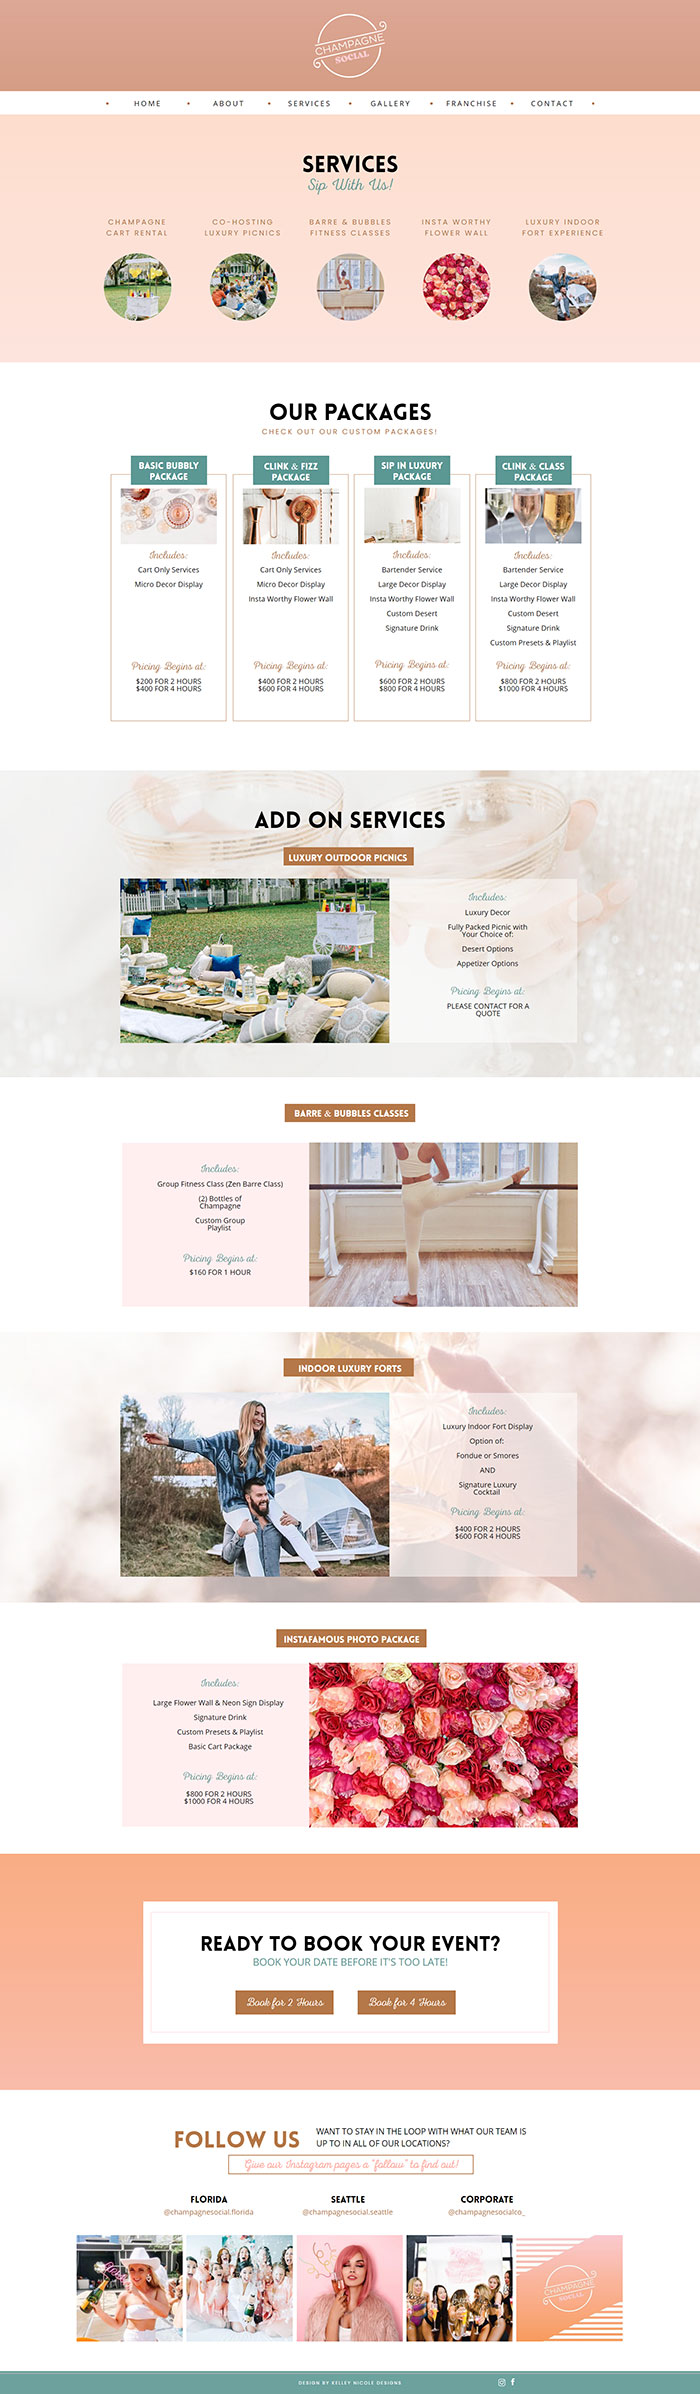 CHAMPAGNE
SOCIAL
HOME ABOUT SERVICES GALLERY FRANCHISE CONTACT
SERVICES
Sip With Us!
CHAMPAGNE
CART RENTAL
CO-HOSTING
LUXURY PICNICS
BARRE & BUBBLES
FITNESS CLASSES
INSTA WORTHY
FLOWER WALL
LUXURY INDOOR
FORT EXPERIENCE
OUR PACKAGES
CHECK OUT OUR CUSTOM PACKAGES!
BASIC BUBBLY
PACKAGE
Includes:
Cart Only Services
Micro Decor Display
Pricing Begins at:
$200 FOR 2 HOURS
$400 FOR 4 HOURS
CLINK & FIZZ
PACKAGE
Includes:
Cart Only Services
Micro Decor Display
Insta Worthy Flower Wall
Pricing Begins at:
$400 FOR 2 HOURS
$600 FOR 4 HOURS
SIP IN LUXURY
PACKAGE
Includes:
Bartender Service
Large Decor Display
Insta Worthy Flower Wall
Custom Desert
Signature Drink
Pricing Begins at:
$600 FOR 2 HOURS
$800 FOR 4 HOURS
CLINK & CLASS
PACKAGE
Includes:
Bartender Service
Large Decor Display
Insta Worthy Flower Wall
Custom Desert
Signature Drink
Custom Presets & Playlist
Pricing Begins at:
$800 FOR 2 HOURS
$1000 FOR 4 HOURS
ADD ON SERVICES
LUXURY OUTDOOR PICNICS
Includes:
Luxury Decor
Fully Packed Picnic with
Your Choice of:
Desert Options
Appetizer Options
Pricing Begins at:
PLEASE CONTACT FOR A
QUOTE
BARRE & BUBBLES CLASSES
Includes:
Group Fitness Class (Zen Barre Class)
(2) Bottles of
Champagne
Custom Group
Playlist
Pricing Begins at:
$160 FOR 1 HOUR
INDOOR LUXURY FORTS
Includes:
Luxury Indoor Fort Display
Option of:
Fondue or Smores
AND
Signature Luxury
Cocktail
Pricing Begins at:
$400 FOR 2 HOURS
$600 FOR 4 HOURS
INSTAFAMOUS PHOTO PACKAGE
Includes:
Large Flower Wall & Neon Sign Display
Signature Drink
Custom Presets & Playlist
Basic Cart Package
Pricing Begins at:
$800 FOR 2 HOURS
$1000 FOR 4 HOURS
READY TO BOOK YOUR EVENT?
BOOK YOUR DATE BEFORE IT'S TOO LATE!
Book for 2 Hours
Book for 4 Hours
FOLLOW US
WANT TO STAY IN THE LOOP WITH WHAT OUR TEAM IS
UP TO IN ALL OF OUR LOCATIONS?
Give our Instagram pages a "follow" to find out!
FLORIDA
@champagnesocial.florida
SEATTLE
@champagnesocial.seattle
CORPORATE
@champagnesocialco_
CHAMPAGNE
SOCIAL
DESIGN BY KELLEY NICOLE DESIGNS